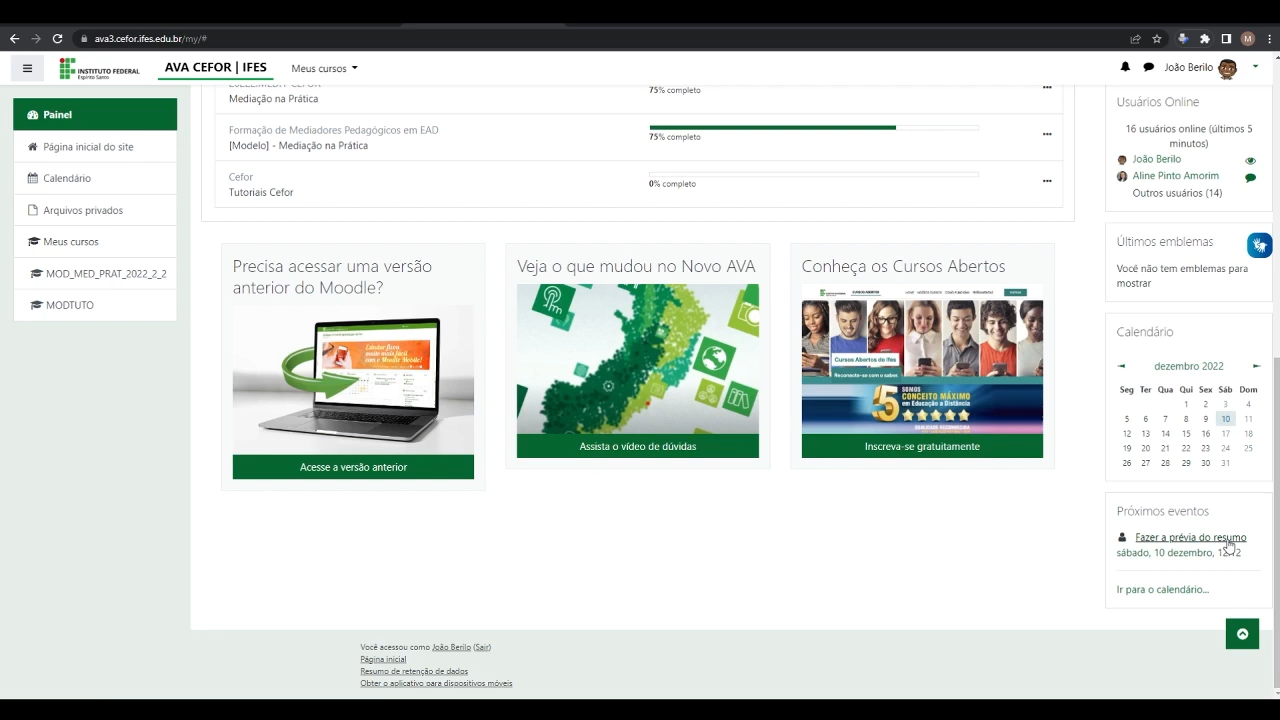 ava3.cefor.ifes.edu.br/my/#
M
INSTITUTO FEDERAL
Espírito Santo
AVA CEFOR | IFES
Meus cursos
João Berilo
Painel
Página inicial do site
Calendário
Arquivos privados
Meus cursos
MOD_MED_PRAT_2022_2_2
MODTUTO
Mediação na Prática
75% completo
Formação de Mediadores Pedagógicos em EAD
[Modelo] - Mediação na Prática
75% completo
Cefor
Tutoriais Cefor
0% completo
Precisa acessar uma versão
anterior do Moodle?
Acesse a versão anterior
Veja o que mudou no Novo AVA
Assista o vídeo de dúvidas
Conheça os Cursos Abertos
Cursos Abertos do Ifes
Reconecte-se com o saber.
5 SOMOS
CONCEITO MÁXIMO
em Educação a Distância
Inscreva-se gratuitamente
Usuários Online
16 usuários online (últimos 5
minutos)
João Berilo
Aline Pinto Amorim
Outros usuários (14)
Últimos emblemas
Você não tem emblemas para
mostrar
Calendário
dezembro 2022
Seg Ter Qua Qui Sex Sáb Dom
1 2 3 4
5 6 7 8 9 10 11
12 13 14 15 16 17 18
19 20 21 22 23 24 25
26 27 28 29 30 31
Próximos eventos
Fazer a prévia do resumo
sábado, 10 dezembro,
Ir para o calendário...
Você acessou como João Berilo (Sair)
Página inicial
Resumo de retenção de dados
Obter o aplicativo para dispositivos móveis